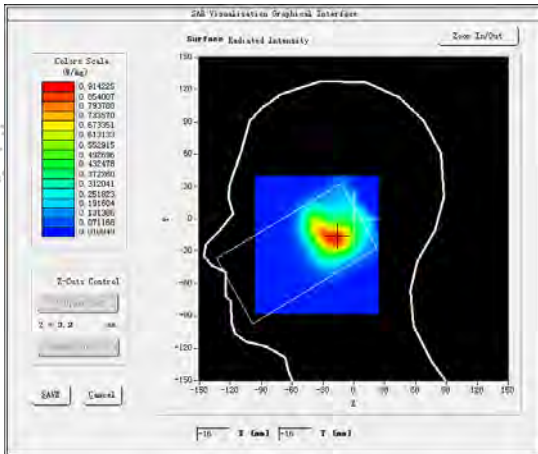 SAR Visualisation Graphical Interface
Surface Radiated Intensity
Zoom In/Out
Colors Scale
(W/kg)
0.914225
0.854007
0.793788
0.733570
0.673351
0.613133
0.552915
0.492696
0.432478
0.372260
0.312041
0.251823
0.191604
0.131386
0.071168
0.010949
150
120
90
60
30
0
-30
-60
-90
-120
-150
Y
-150 -120 -90 -60 -30 0 30 60 90 120 150
X
Z-Cuts Control
Z = 3.2 mm
SAVE
Cancel
-16 X (mm) -16 Y (mm)